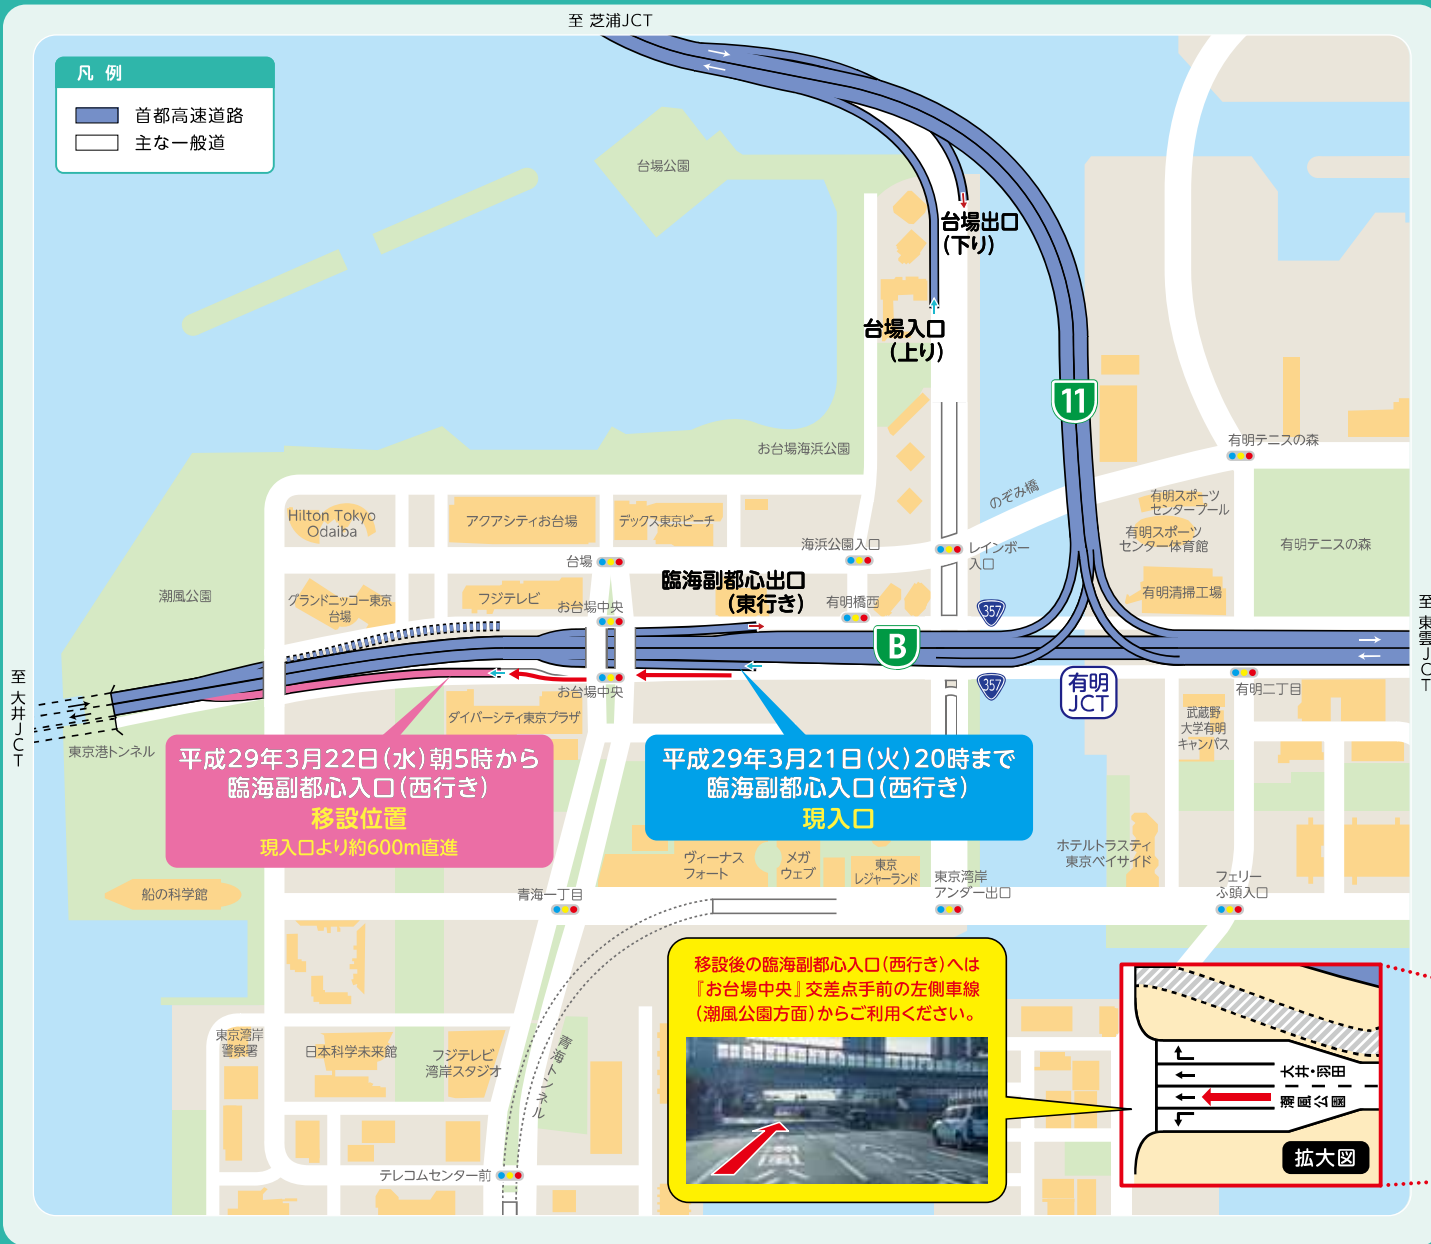 至 芝浦JCT
凡 例
首都高速道路
主な一般道
台場公園
台場出口
(下り)
台場入口
(上り)
11
お台場海浜公園
有明テニスの森
のぞみ橋
有明スポーツ
センタープール
有明スポーツ
センター体育館
有明テニスの森
有明清掃工場
Hilton Tokyo
Odaiba
アクアシティお台場
デックス東京ビーチ
台場
海浜公園入口
レインボー
入口
臨海副都心出口
(東行き)
潮風公園
グランドニッコー東京
台場
フジテレビ
お台場中央
有明橋西
357
B
至 東雲JCT
至 大井JCT
357
有明
JCT
有明二丁目
お台場中央
ダイバーシティ東京プラザ
武蔵野
大学有明
キャンパス
東京港トンネル
平成29年3月22日(水)朝5時から
臨海副都心入口(西行き)
移設位置
現入口より約600m直進
平成29年3月21日(火)20時まで
臨海副都心入口(西行き)
現入口
ヴィーナス
フォート
メガ
ウェブ
東京
レジャーランド
東京湾岸
アンダー出口
ホテルトラスティ
東京ベイサイド
フェリー
ふ頭入口
船の科学館
青海一丁目
移設後の臨海副都心入口(西行き)へは
『お台場中央』交差点手前の左側車線
(潮風公園方面)からご利用ください。
東京湾岸
警察署
日本科学未来館
フジテレビ
湾岸スタジオ
青海トンネル
テレコムセンター前
大井・羽田
潮風公園
拡大図